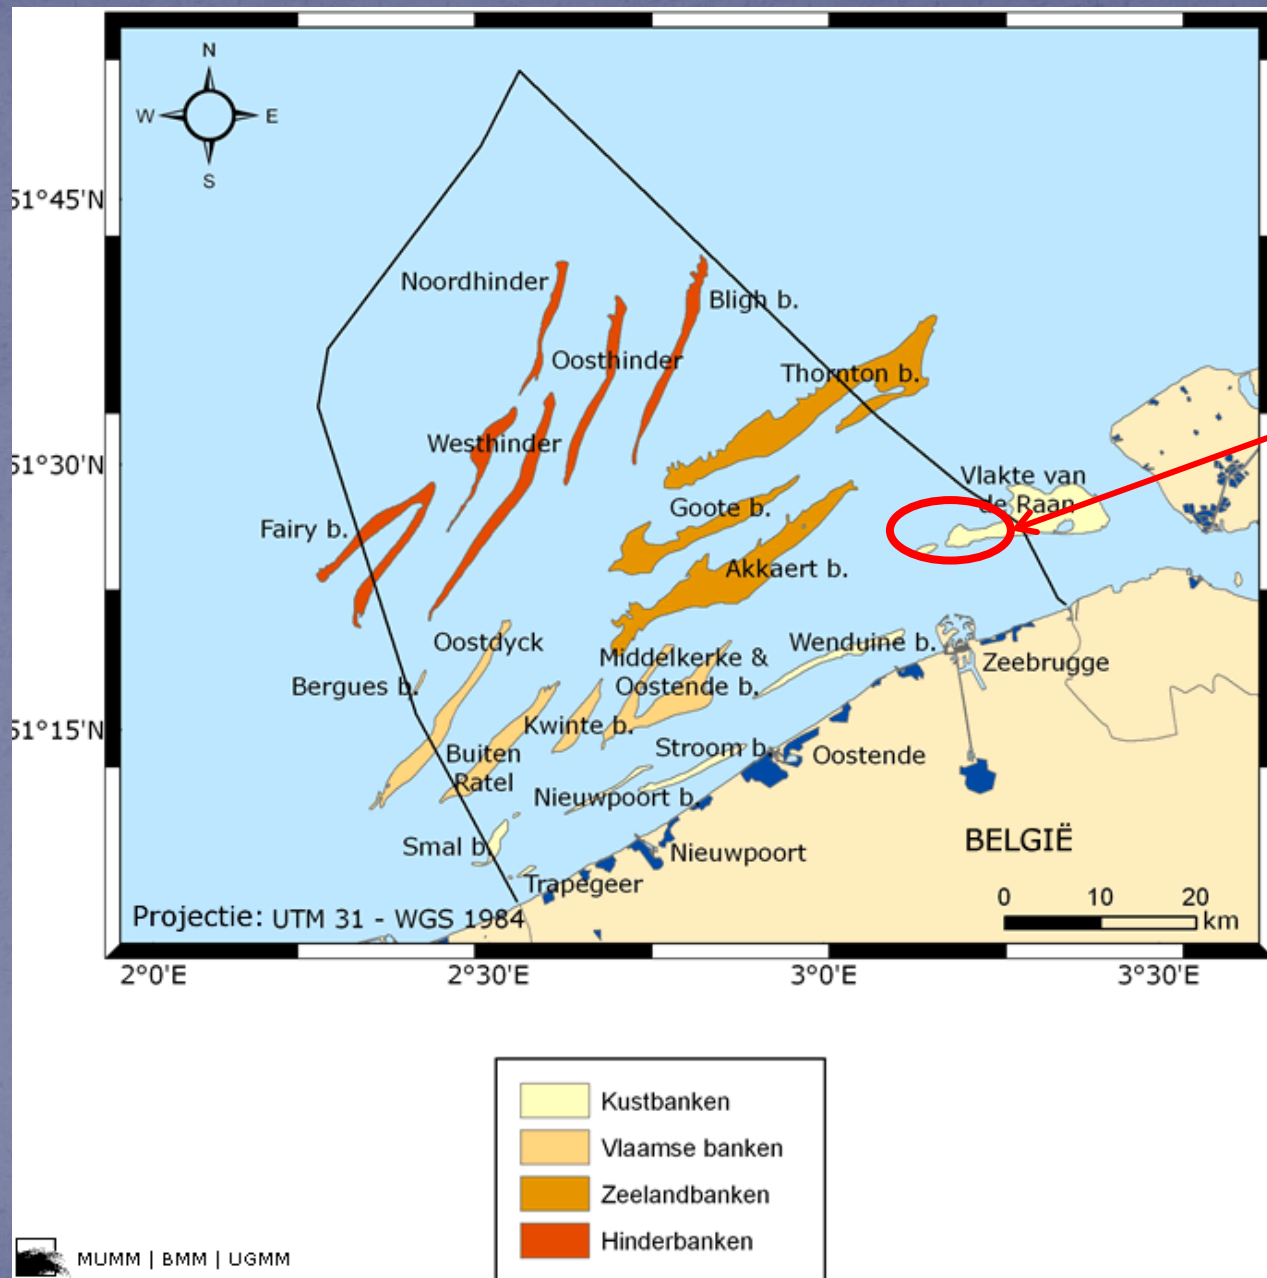 N
W E
S
51°45'N
51°30'N
51°15'N
Noordhinder
Bligh b.
Oosthinder
Thornton b.
Westhinder
Vlakte van
de Raan
Goote b.
Fairy b.
Akkaert b.
Oostdyck
Middelkerke &
Oostende b.
Wenduine b.
Zeebrugge
Bergues b.
Kwinte b.
Buiten
Ratel
Stroom b.
Oostende
Nieuwpoort b.
Smal b.
Nieuwpoort
BELGIË
Trapegeer
Projectie: UTM 31 - WGS 1984
0 10 20
km
2°0'E 2°30'E 3°0'E 3°30'E
Kustbanken
Vlaamse banken
Zeelandbanken
Hinderbanken
MUMM | BMM | UGMM